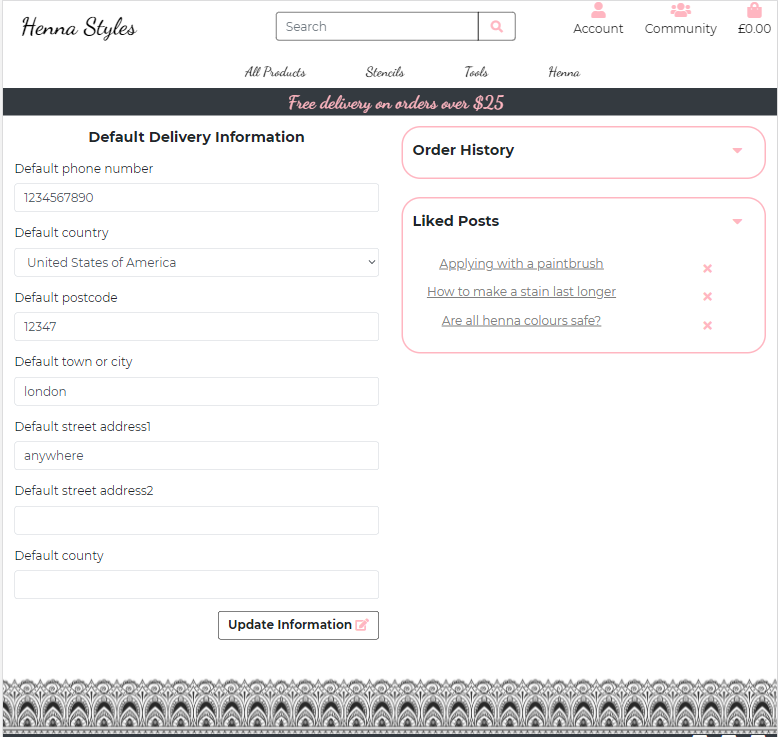 Henna Styles
Search
Account
Community
£0.00
All Products
Stencils
Tools
Henna
Free delivery on orders over $25
Default Delivery Information
Default phone number
1234567890
Default country
United States of America
Default postcode
12347
Default town or city
london
Default street address1
anywhere
Default street address2
Default county
Update Information
Order History
Liked Posts
Applying with a paintbrush
How to make a stain last longer
Are all henna colours safe?